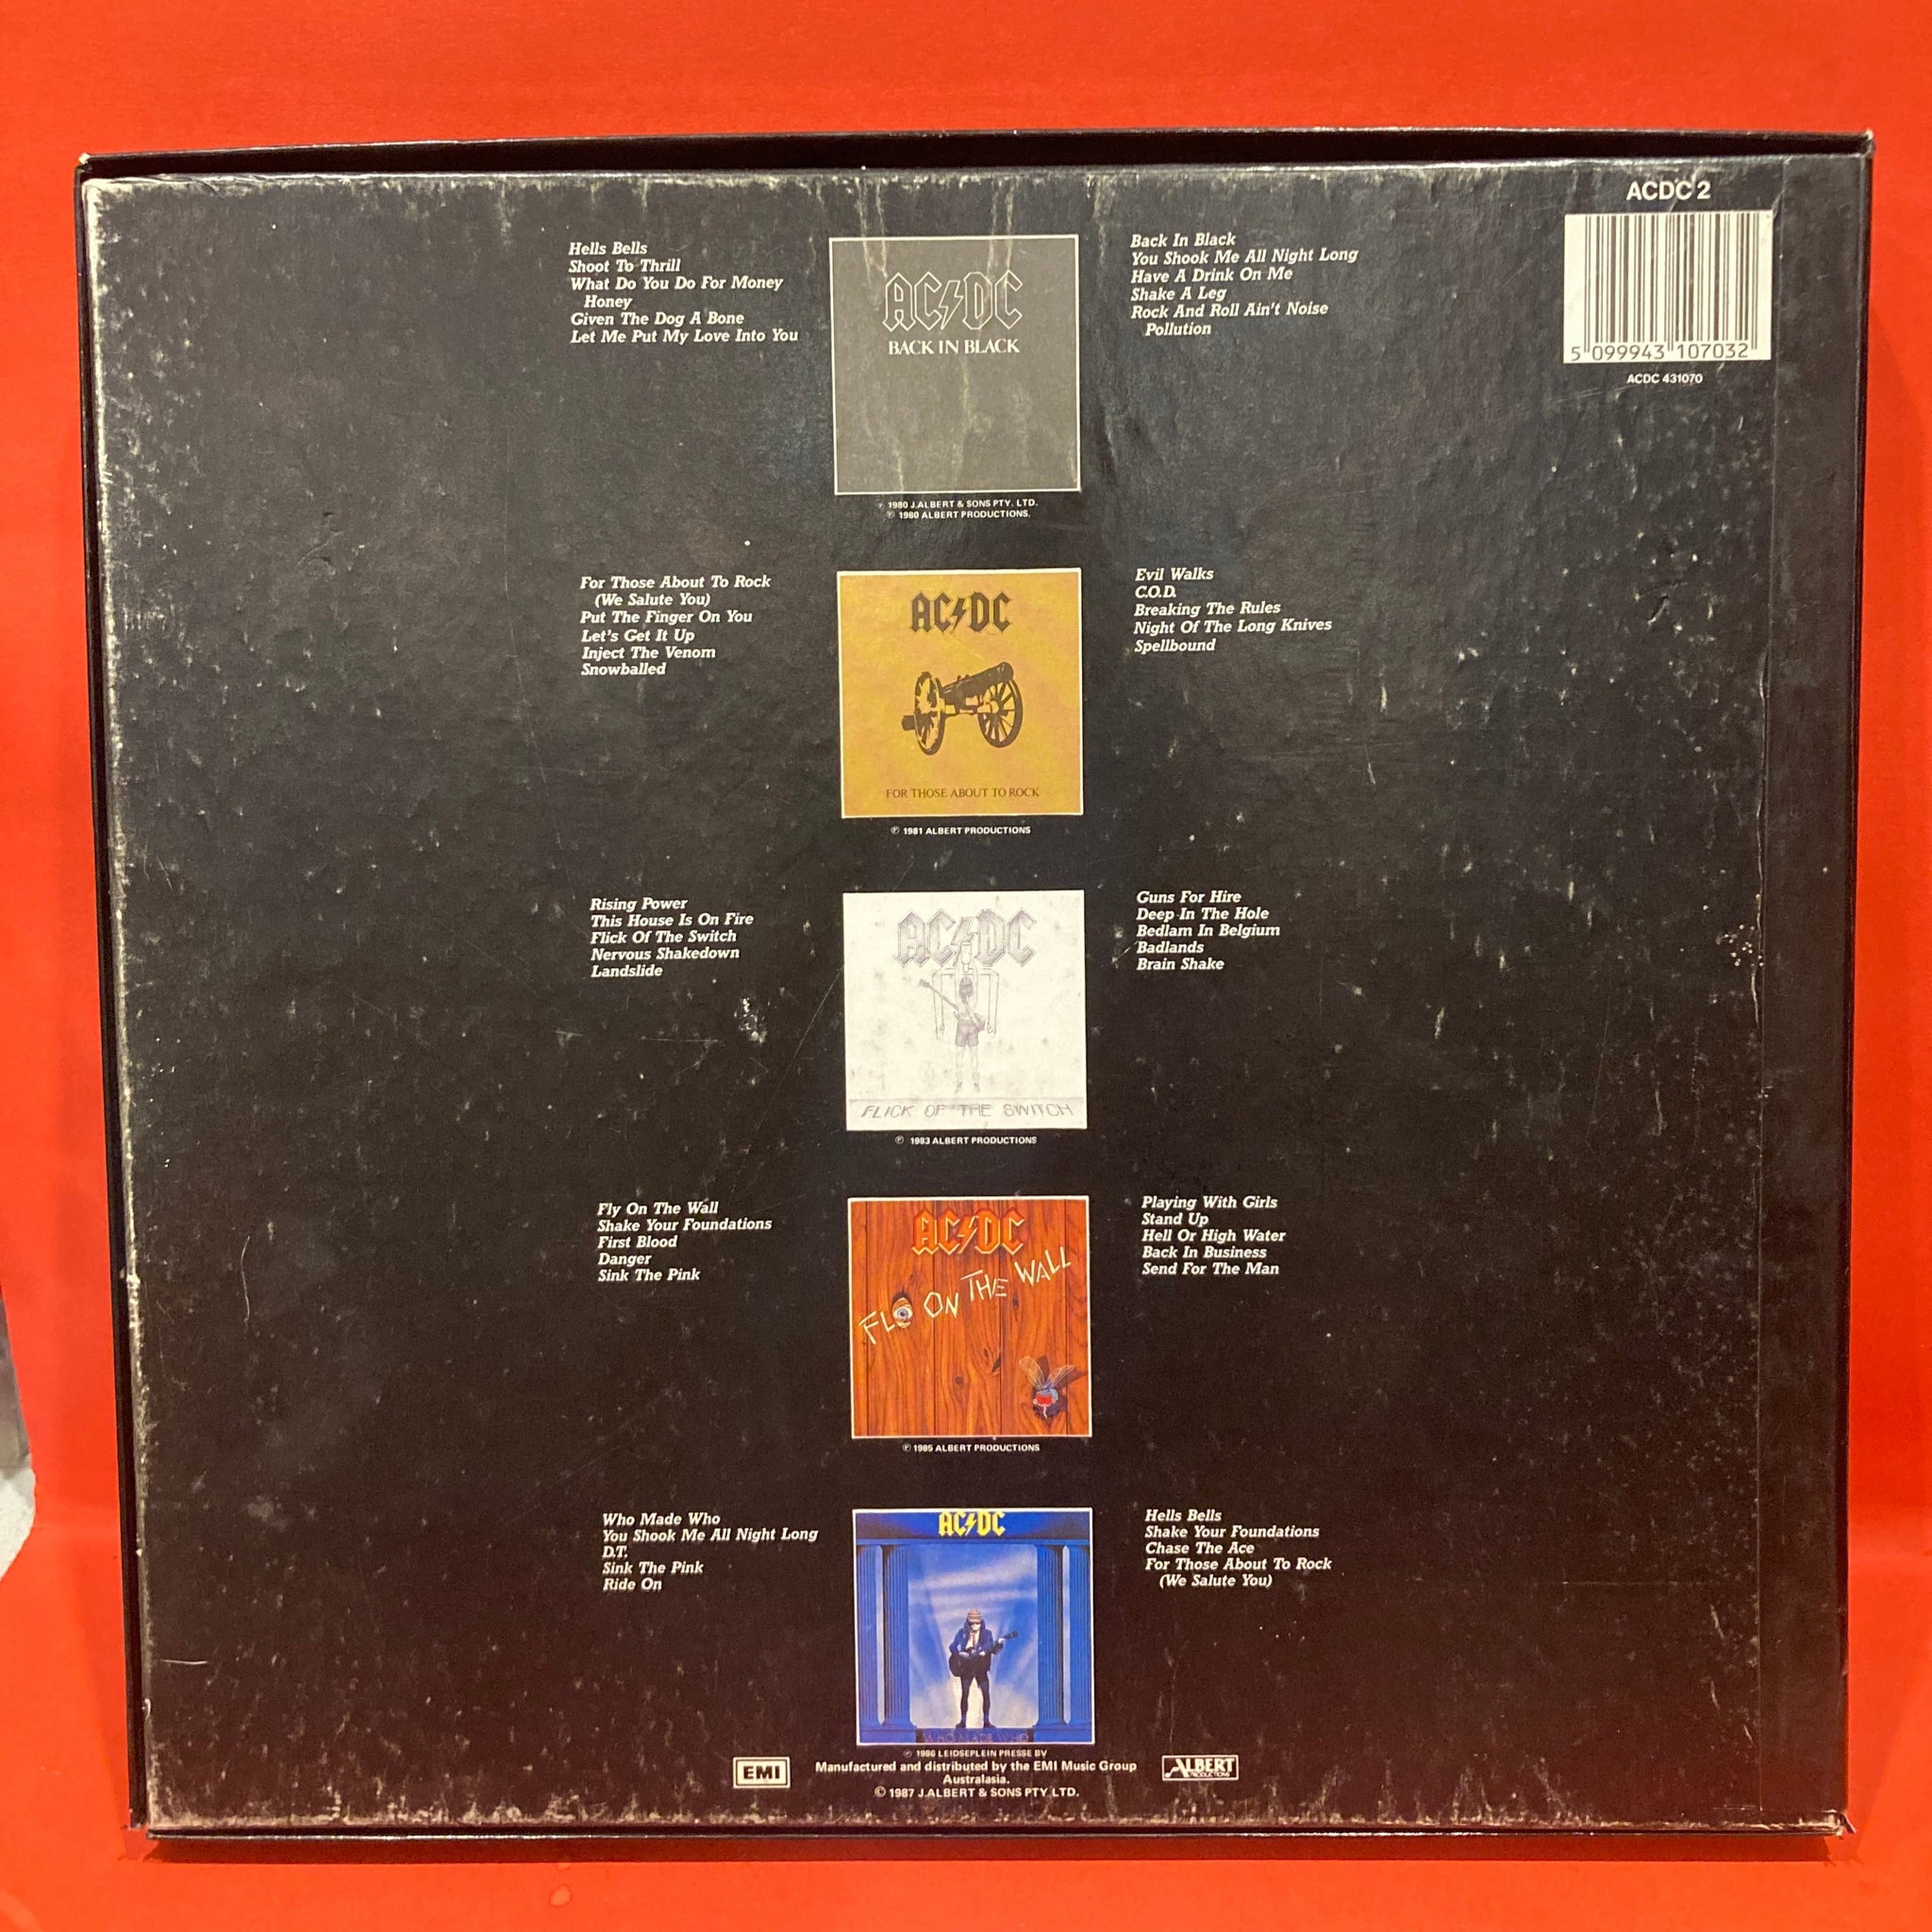 ACDC 2
5 099943 107032
ACDC 431070
Hells Bells
Shoot To Thrill
What Do You Do For Money
Honey
Given The Dog A Bone
Let Me Put My Love Into You
AC DC
BACK IN BLACK
Back In Black
You Shook Me All Night Long
Have A Drink On Me
Shake A Leg
Rock And Roll Ain't Noise
Pollution
℗ 1980 J.ALBERT & SONS PTY. LTD.
℗ 1980 ALBERT PRODUCTIONS.
For Those About To Rock
(We Salute You)
Put The Finger On You
Let's Get It Up
Inject The Venom
Snowballed
AC DC
FOR THOSE ABOUT TO ROCK
Evil Walks
C.O.D.
Breaking The Rules
Night Of The Long Knives
Spellbound
℗ 1981 ALBERT PRODUCTIONS
Rising Power
This House Is On Fire
Flick Of The Switch
Nervous Shakedown
Landslide
AC DC
FLICK OF THE SWITCH
Guns For Hire
Deep In The Hole
Bedlam In Belgium
Badlands
Brain Shake
℗ 1983 ALBERT PRODUCTIONS
Fly On The Wall
Shake Your Foundations
First Blood
Danger
Sink The Pink
AC DC
FLY ON THE WALL
Playing With Girls
Stand Up
Hell Or High Water
Back In Business
Send For The Man
℗ 1985 ALBERT PRODUCTIONS
Who Made Who
You Shook Me All Night Long
D.T.
Sink The Pink
Ride On
AC DC
WHO MADE WHO
Hells Bells
Shake Your Foundations
Chase The Ace
For Those About To Rock
(We Salute You)
℗ 1986 LEIDSEPLEIN PRESSE BV
EMI
Manufactured and distributed by the EMI Music Group
Australasia.
© 1987 J.ALBERT & SONS PTY LTD.
ALBERT
PRODUCTIONS